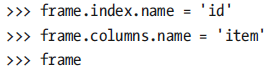 >>> frame.index.name = 'id'
>>> frame.columns.name = 'item'
>>> frame